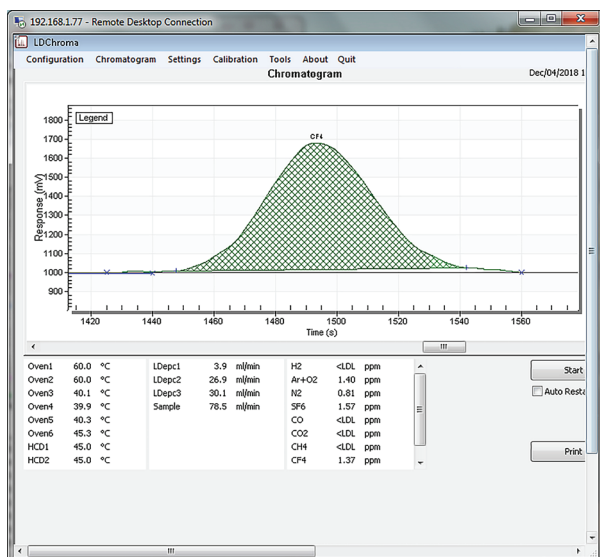 192.168.1.77 - Remote Desktop Connection
LDChroma
Configuration Chromatogram Settings Calibration Tools About Quit
Chromatogram Dec/04/2018 1
Legend
CF4
1800
1700
1600
1500
1400
1300
1200
1100
1000
900
Response (mV)
1420 1440 1460 1480 1500 1520 1540 1560
Time (s)
Oven1 60.0 °C LDepc1 3.9 ml/min H2 <LDL ppm Start
Oven2 60.0 °C LDepc2 26.9 ml/min Ar+O2 1.40 ppm
Oven3 40.1 °C LDepc3 30.1 ml/min N2 0.81 ppm Auto Resta
Oven4 39.9 °C Sample 78.5 ml/min SF6 1.57 ppm
Oven5 40.3 °C CO <LDL ppm
Oven6 45.3 °C CO2 <LDL ppm
HCD1 45.0 °C CH4 <LDL ppm Print
HCD2 45.0 °C CF4 1.37 ppm